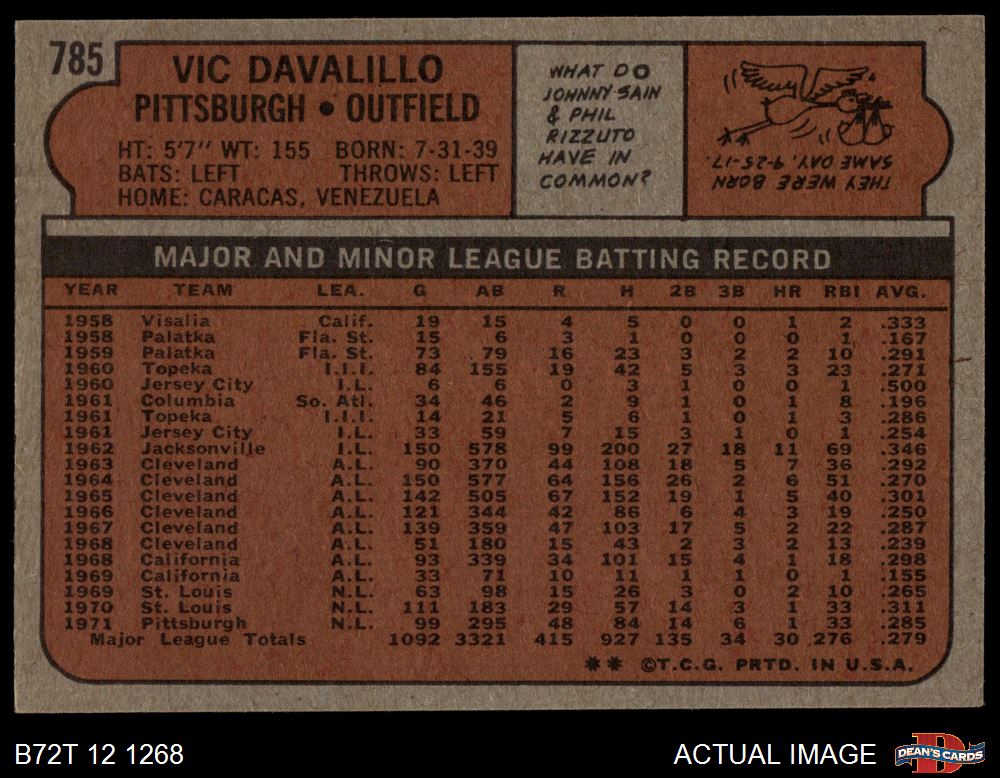 785
VIC DAVALILLO
PITTSBURGH • OUTFIELD
HT: 5'7" WT: 155 BORN: 7-31-39
BATS: LEFT THROWS: LEFT
HOME: CARACAS, VENEZUELA
WHAT DO
JOHNNY SAIN
& PHIL
RIZZUTO
HAVE IN
COMMON?
THEY WERE BORN
SAME DAY, 9-25-17.
MAJOR AND MINOR LEAGUE BATTING RECORD
YEAR TEAM LEA. G AB R H 2B 3B HR RBI AVG.
1958 Visalia Calif. 19 15 4 5 0 0 1 2 .333
1958 Palatka Fla. St. 15 6 3 1 0 0 0 1 .167
1959 Palatka Fla. St. 73 79 16 23 3 2 2 10 .291
1960 Topeka I.I.I. 84 155 19 42 5 3 3 23 .271
1960 Jersey City I.L. 6 6 0 3 1 0 0 1 .500
1961 Columbia So. Atl. 34 46 2 9 1 0 1 8 .196
1961 Topeka I.I.I. 14 21 5 6 1 0 1 3 .286
1961 Jersey City I.L. 33 59 7 15 3 1 0 1 .254
1962 Jacksonville I.L. 150 578 99 200 27 18 11 69 .346
1963 Cleveland A.L. 90 370 44 108 18 5 7 36 .292
1964 Cleveland A.L. 150 577 64 156 26 2 6 51 .270
1965 Cleveland A.L. 142 505 67 152 19 1 5 40 .301
1966 Cleveland A.L. 121 344 42 86 6 4 3 19 .250
1967 Cleveland A.L. 139 359 47 103 17 5 2 22 .287
1968 Cleveland A.L. 51 180 15 43 2 3 2 13 .239
1968 California A.L. 93 339 34 101 15 4 1 18 .298
1969 California A.L. 33 71 10 11 1 1 0 1 .155
1969 St. Louis N.L. 63 98 15 26 3 0 2 10 .265
1970 St. Louis N.L. 111 183 29 57 14 3 1 33 .311
1971 Pittsburgh N.L. 99 295 48 84 14 6 1 33 .285
Major League Totals 1092 3321 415 927 135 34 30 276 .279
** ©T.C.G. PRTD. IN U.S.A.
B72T 12 1268
ACTUAL IMAGE
DEAN'S CARDS